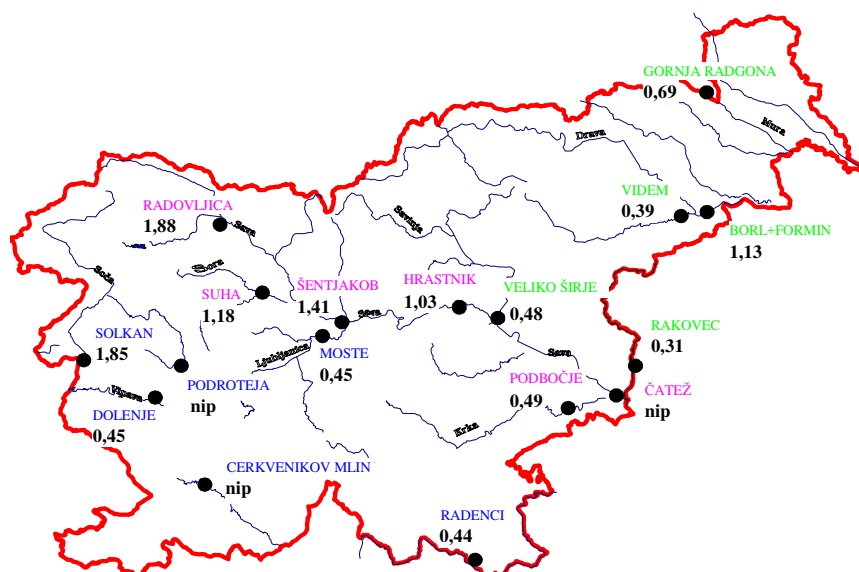 GORNJA RADGONA
0,69
Mura
Drava
VIDEM
0,39
BORL+FORMIN
1,13
RADOVLJICA
1,88
Sava
Savinja
Soča
Sora
SUHA
1,18
ŠENTJAKOB
1,41
Sava
HRASTNIK
1,03
VELIKO ŠIRJE
0,48
RAKOVEC
0,31
SOLKAN
1,85
Ljubljanica
MOSTE
0,45
Sava
PODROTEJA
nip
PODBOČJE
0,49
ČATEŽ
nip
Vipava
DOLENJE
0,45
Krka
CERKVENIKOV MLIN
nip
RADENCI
0,44